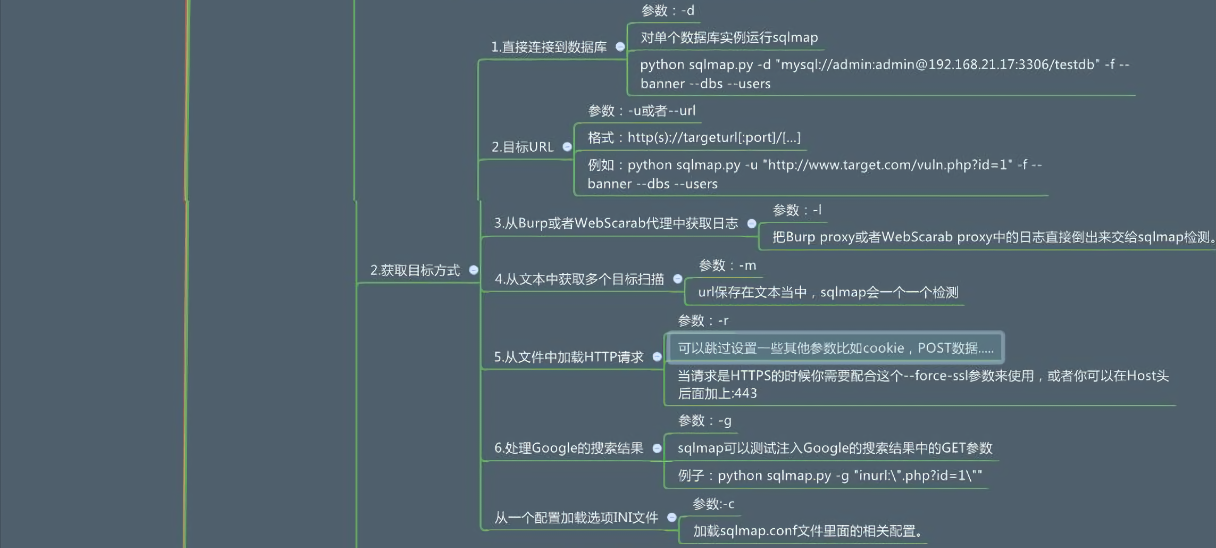 2.获取目标方式
1.直接连接到数据库
参数：-d
对单个数据库实例运行sqlmap
python sqlmap.py -d "mysql://admin:admin@192.168.21.17:3306/testdb" -f --
banner --dbs --users
2.目标URL
参数：-u或者--url
格式：http(s)://targeturl[:port]/[...]
例如：python sqlmap.py -u "http://www.target.com/vuln.php?id=1" -f --
banner --dbs --users
3.从Burp或者WebScarab代理中获取日志
参数：-l
把Burp proxy或者WebScarab proxy中的日志直接倒出来交给sqlmap检测。
4.从文本中获取多个目标扫描
参数：-m
url保存在文本当中，sqlmap会一个一个检测
5.从文件中加载HTTP请求
参数：-r
可以跳过设置一些其他参数比如cookie，POST数据.....
当请求是HTTPS的时候你需要配合这个--force-ssl参数来使用，或者你可以在Host头
后面加上:443
6.处理Google的搜索结果
参数：-g
sqlmap可以测试注入Google的搜索结果中的GET参数
例子：python sqlmap.py -g "inurl:\".php?id=1\""
从一个配置加载选项INI文件
参数:-c
加载sqlmap.conf文件里面的相关配置。